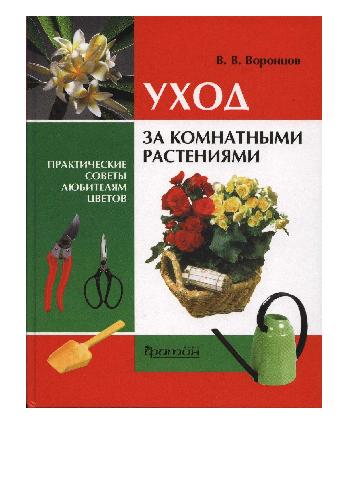 В. В. Воронцов
УХОД
ЗА КОМНАТНЫМИ
РАСТЕНИЯМИ
ПРАКТИЧЕСКИЕ
СОВЕТЫ
ЛЮБИТЕЛЯМ
ЦВЕТОВ
Фитон